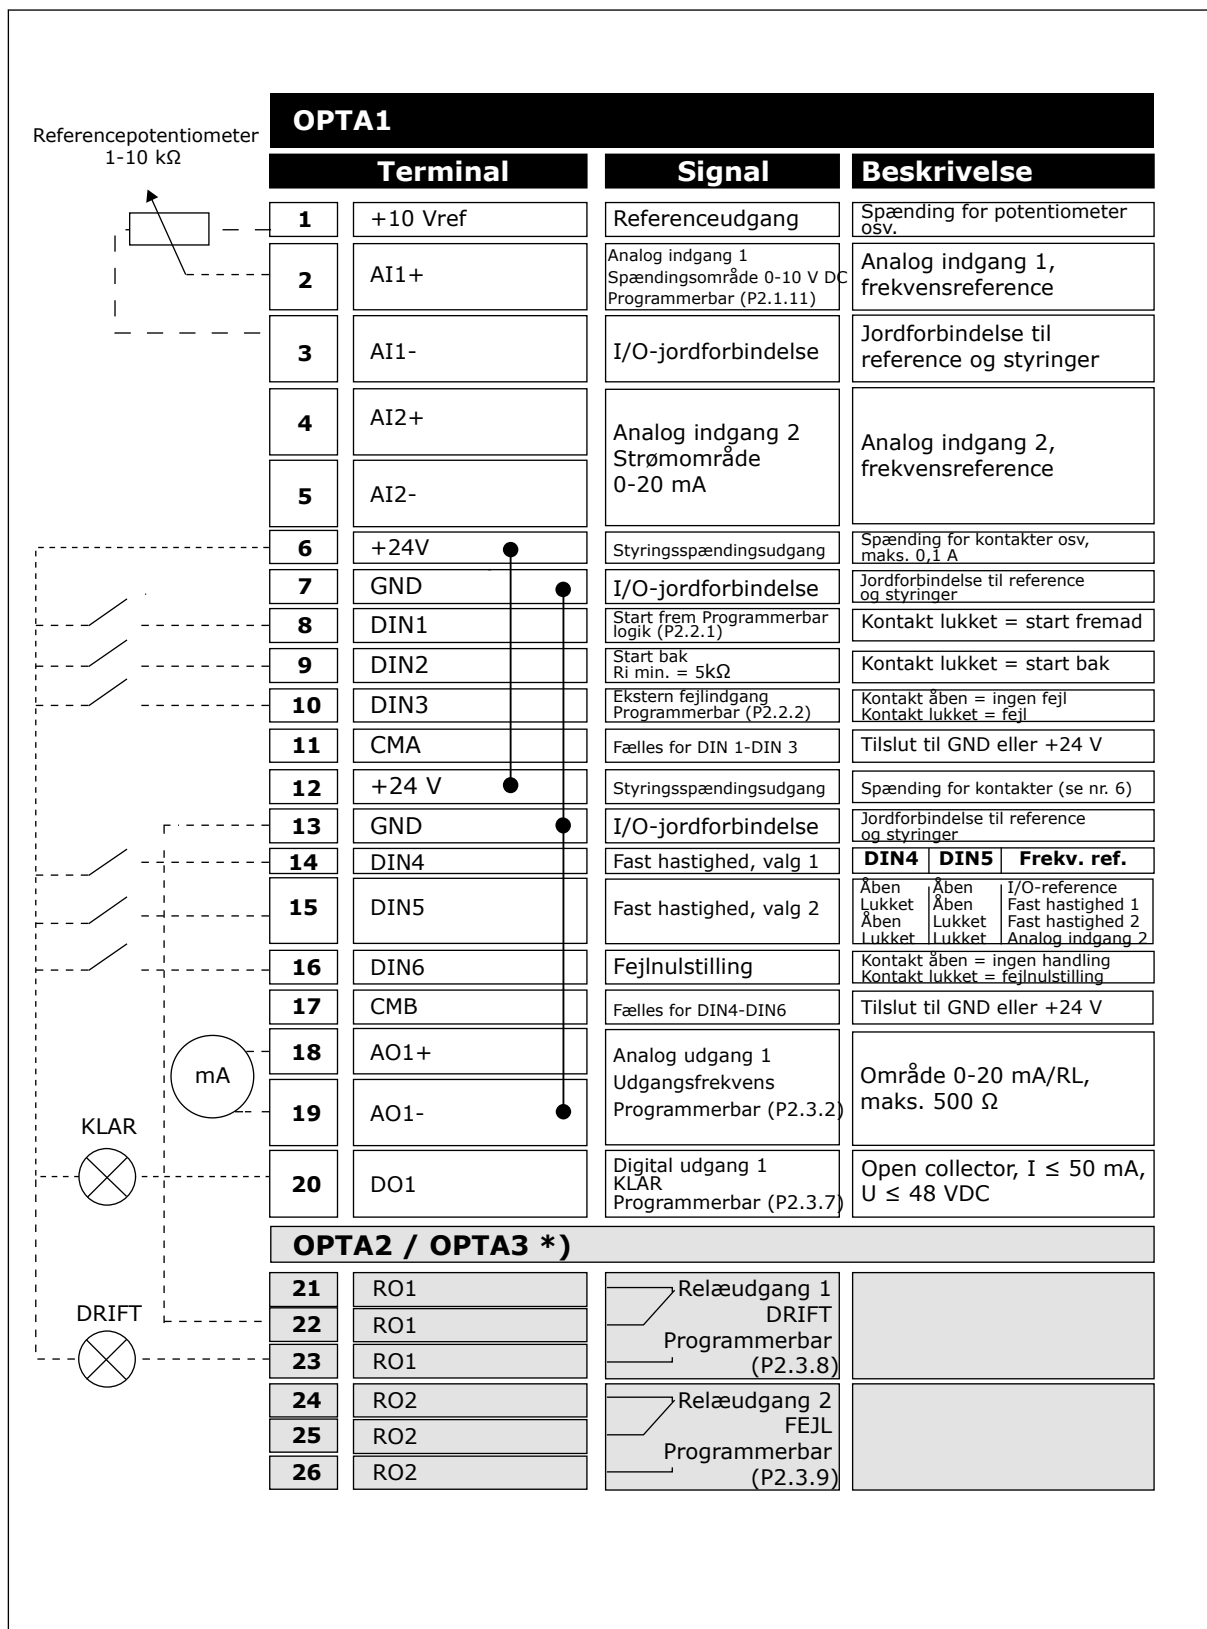 OPTA1
Referencepotentiometer
1-10 kΩ
Terminal Signal Beskrivelse
1 +10 Vref Referenceudgang Spænding for potentiometer
osv.
2 AI1+ Analog indgang 1
Spændingsområde 0-10 V DC
Programmerbar (P2.1.11)
Analog indgang 1,
frekvensreference
3 AI1- I/O-jordforbindelse Jordforbindelse til
reference og styringer
4 AI2+
5 AI2-
Analog indgang 2
Strømområde
0-20 mA
Analog indgang 2,
frekvensreference
6 +24V Styringsspændingsudgang Spænding for kontakter osv,
maks. 0,1 A
7 GND I/O-jordforbindelse Jordforbindelse til reference
og styringer
8 DIN1 Start frem Programmerbar
logik (P2.2.1)
Kontakt lukket = start fremad
9 DIN2 Start bak
Ri min. = 5kΩ
Kontakt lukket = start bak
10 DIN3 Ekstern fejlindgang
Programmerbar (P2.2.2)
Kontakt åben = ingen fejl
Kontakt lukket = fejl
11 CMA Fælles for DIN 1-DIN 3 Tilslut til GND eller +24 V
12 +24 V Styringsspændingsudgang Spænding for kontakter (se nr. 6)
13 GND I/O-jordforbindelse Jordforbindelse til reference
og styringer
14 DIN4 Fast hastighed, valg 1 DIN4 DIN5 Frekv. ref.
15 DIN5 Fast hastighed, valg 2
Åben Åben I/O-reference
Lukket Åben Fast hastighed 1
Åben Lukket Fast hastighed 2
Lukket Lukket Analog indgang 2
16 DIN6 Fejlnulstilling Kontakt åben = ingen handling
Kontakt lukket = fejlnulstilling
17 CMB Fælles for DIN4-DIN6 Tilslut til GND eller +24 V
mA
18 AO1+
19 AO1-
Analog udgang 1
Udgangsfrekvens
Programmerbar (P2.3.2)
Område 0-20 mA/RL,
maks. 500 Ω
KLAR
20 DO1 Digital udgang 1
KLAR
Programmerbar (P2.3.7)
Open collector, I ≤ 50 mA,
U ≤ 48 VDC
OPTA2 / OPTA3 *)
DRIFT
21 RO1
22 RO1
23 RO1
Relæudgang 1
DRIFT
Programmerbar
(P2.3.8)
24 RO2
25 RO2
26 RO2
Relæudgang 2
FEJL
Programmerbar
(P2.3.9)